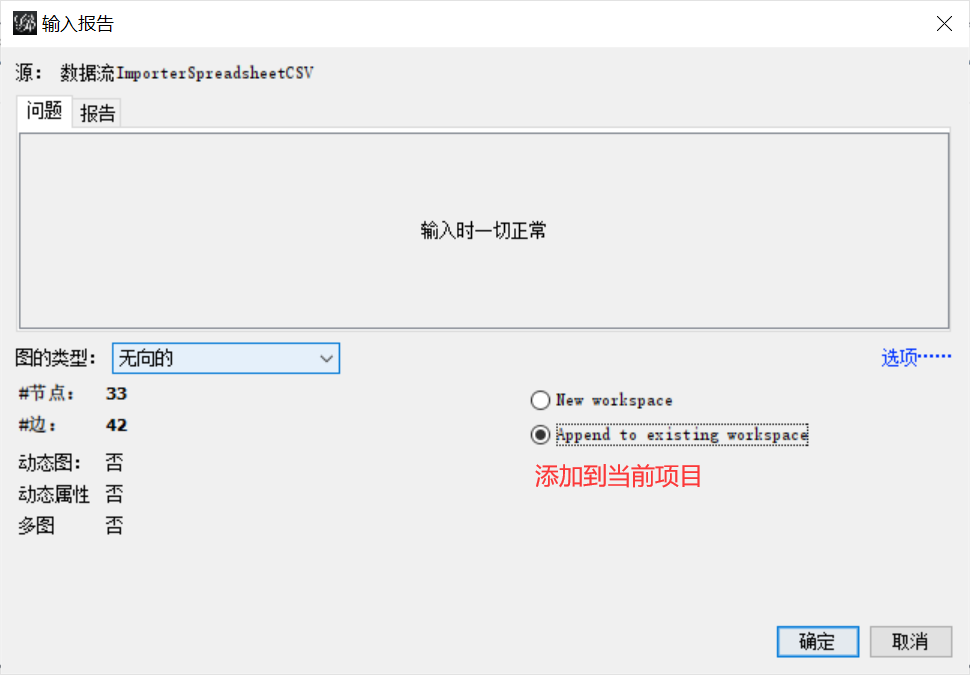 输入报告
源： 数据流ImporterSpreadsheetCSV
问题 报告
输入时一切正常
图的类型： 无向的 选项……
#节点： 33
New workspace
#边： 42
Append to existing workspace
动态图： 否
添加到当前项目
动态属性 否
多图 否
确定 取消